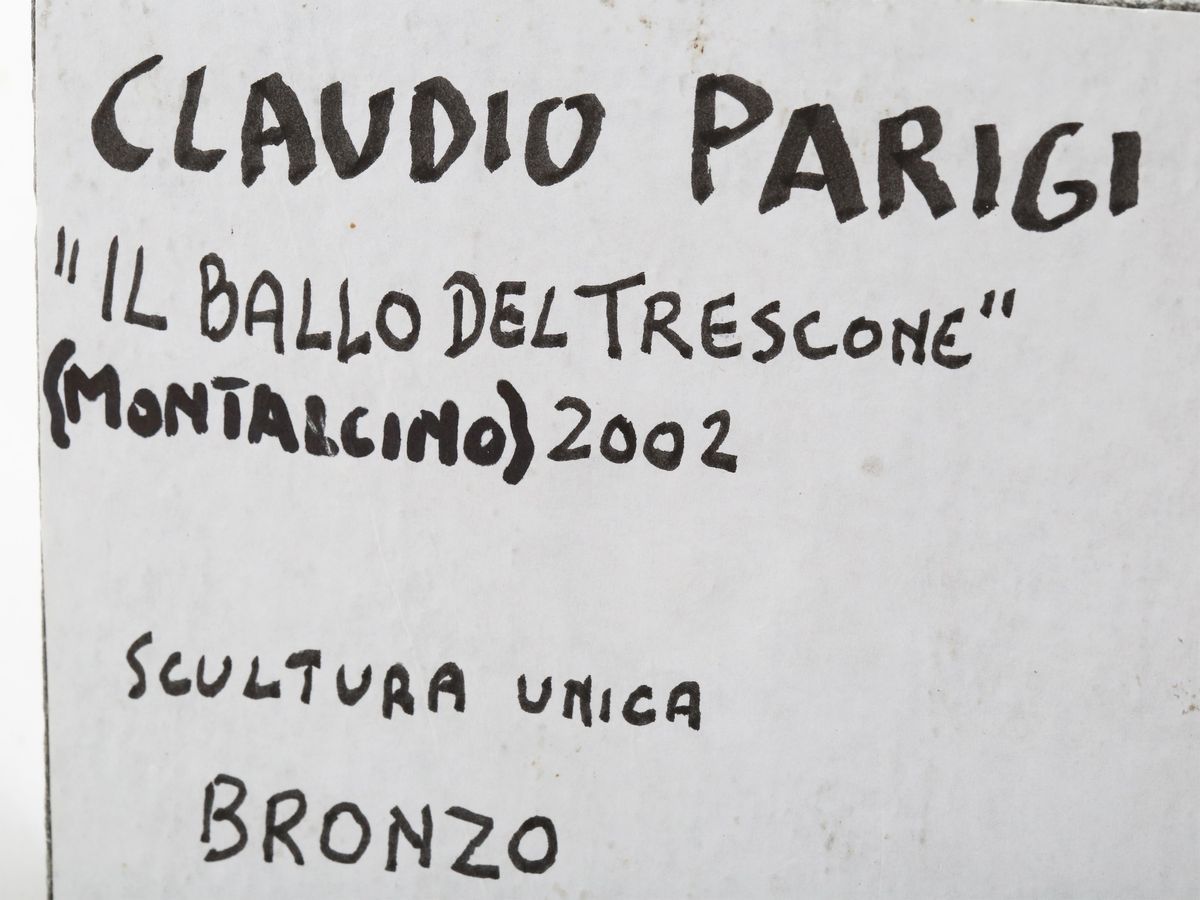 CLAUDIO PARIGI
"IL BALLO DEL TRESCONE"
(MONTALCINO) 2002
SCULTURA UNICA
BRONZO